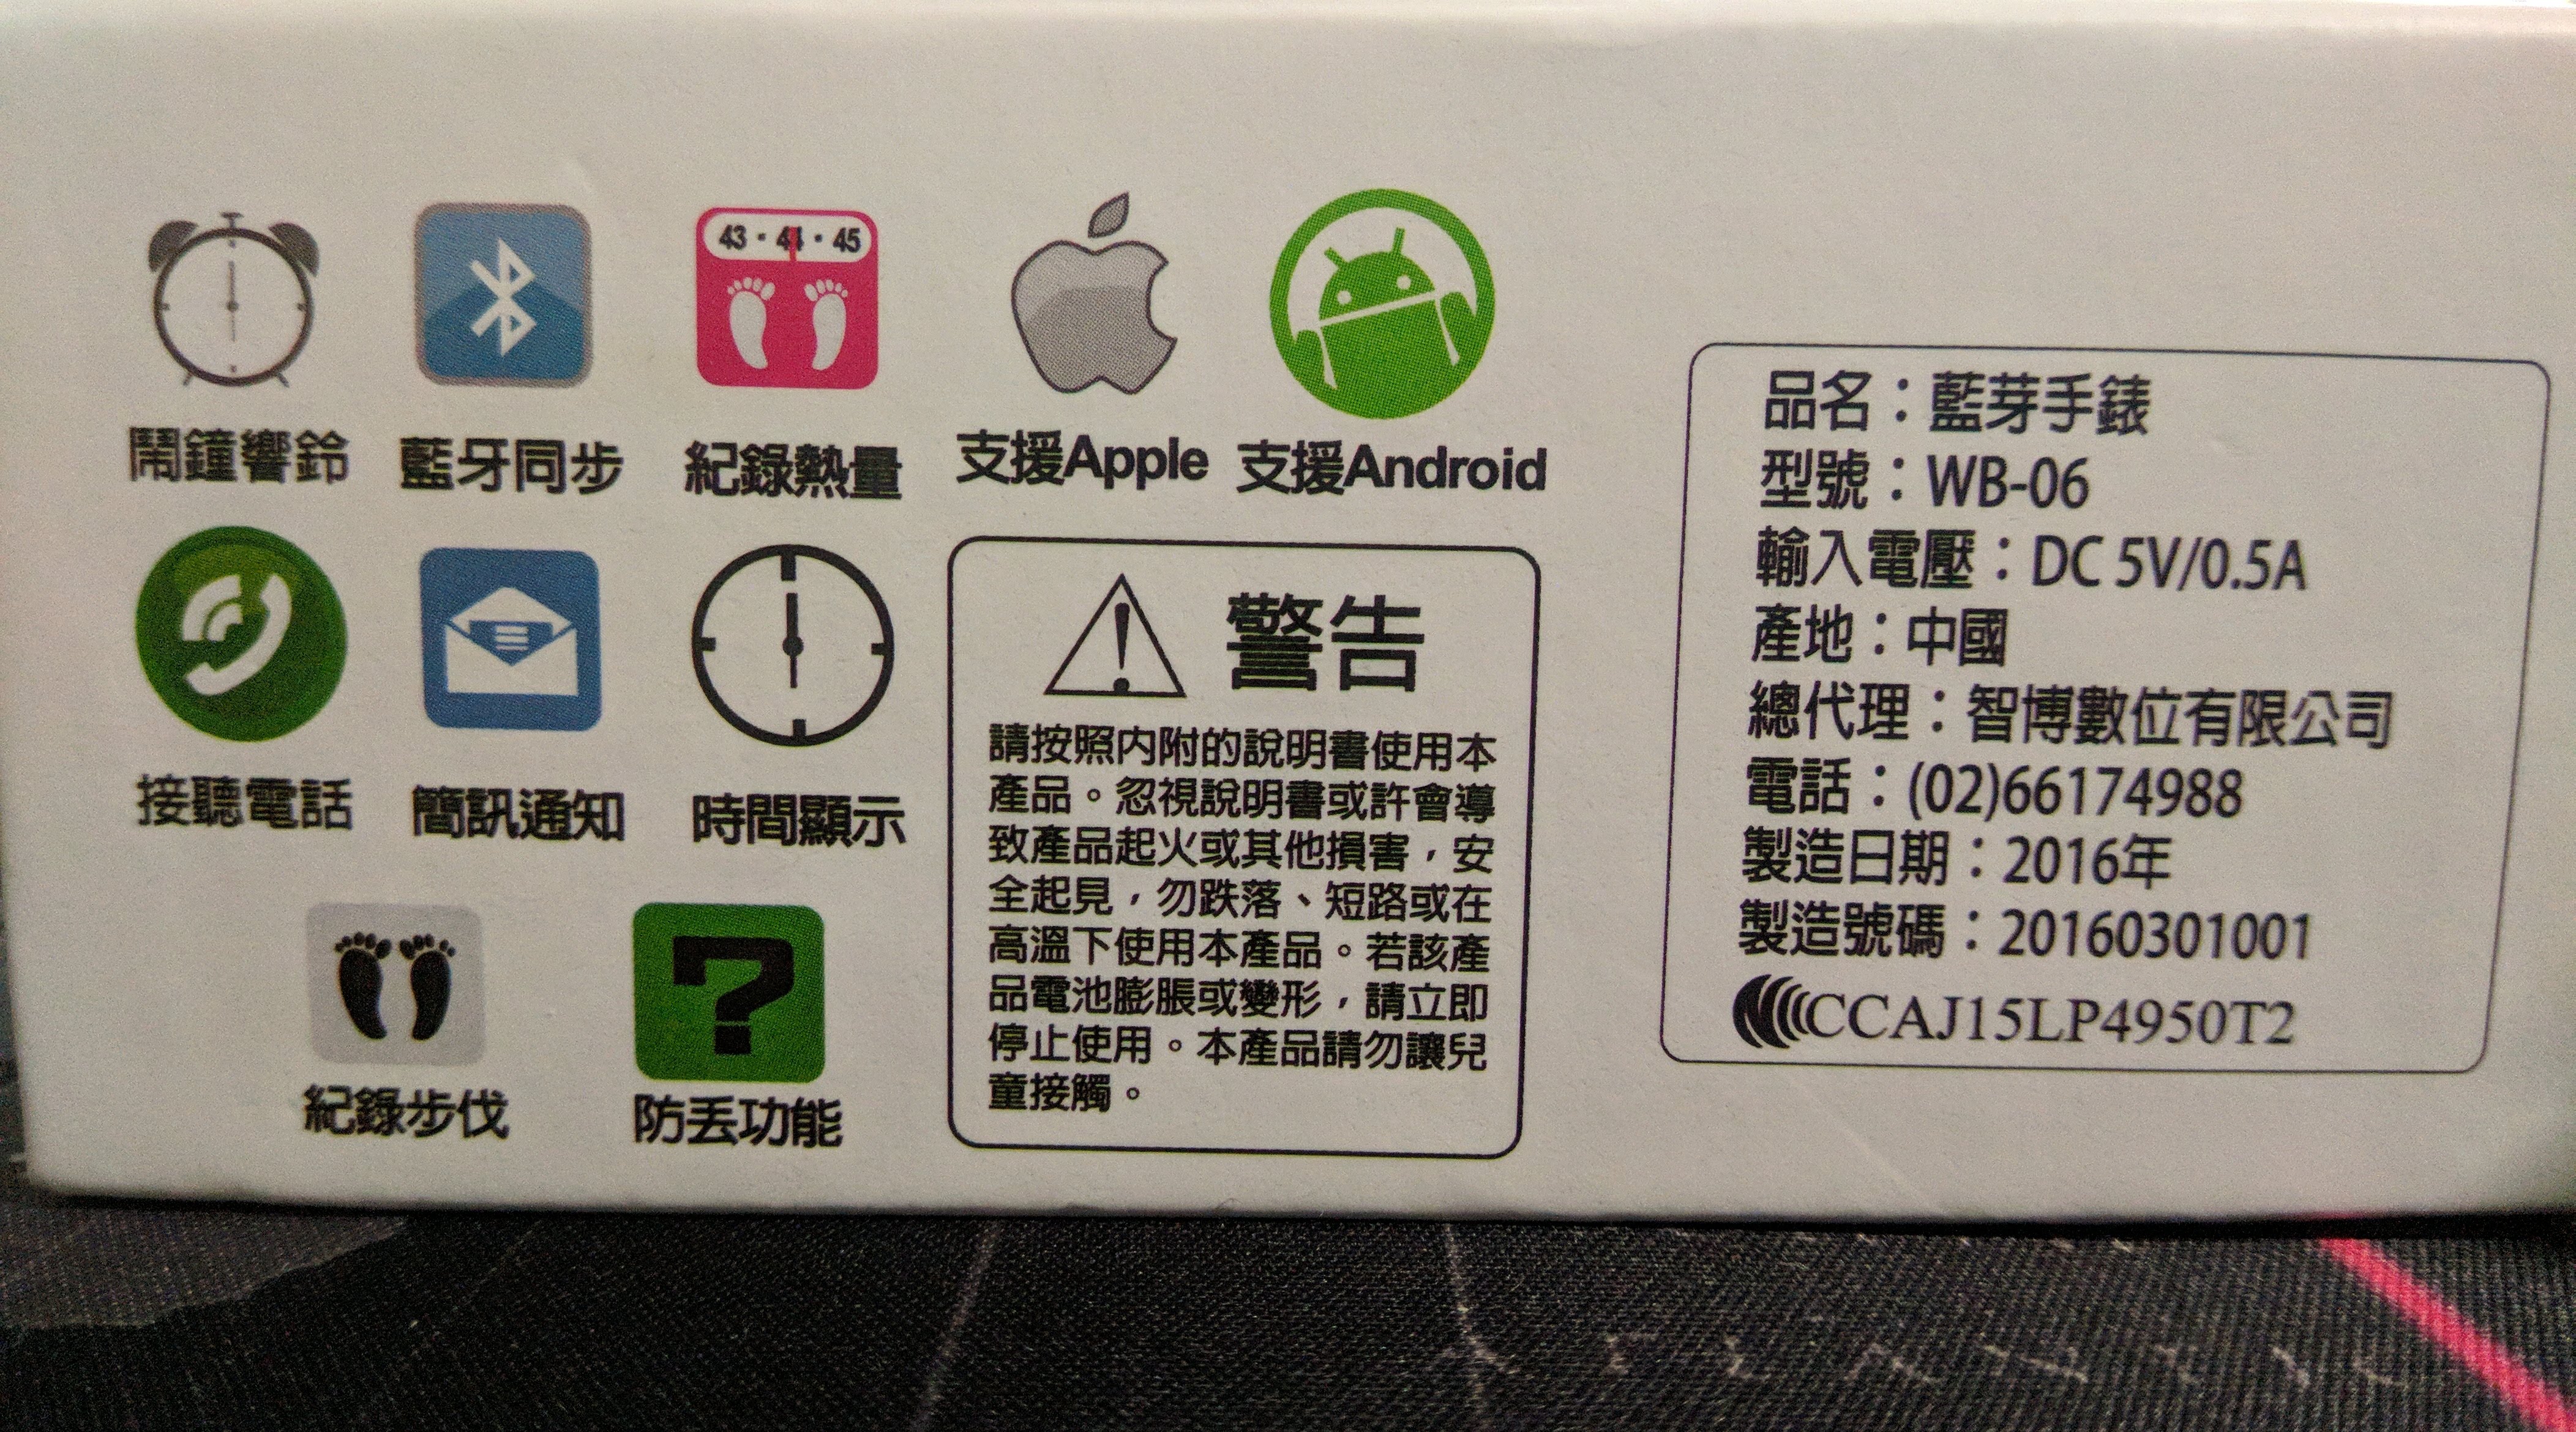 43・44・45
鬧鐘響鈴
藍牙同步
紀錄熱量
支援Apple
支援Android
接聽電話
簡訊通知
時間顯示
紀錄步伐
?
防丟功能
! 警告
請按照內附的說明書使用本
產品。忽視說明書或許會導
致產品起火或其他損害，安
全起見，勿跌落、短路或在
高溫下使用本產品。若該產
品電池膨脹或變形，請立即
停止使用。本產品請勿讓兒
童接觸。
品名：藍芽手錶
型號：WB-06
輸入電壓：DC 5V/0.5A
產地：中國
總代理：智博數位有限公司
電話：(02)66174988
製造日期：2016年
製造號碼：20160301001
CCAJ15LP4950T2